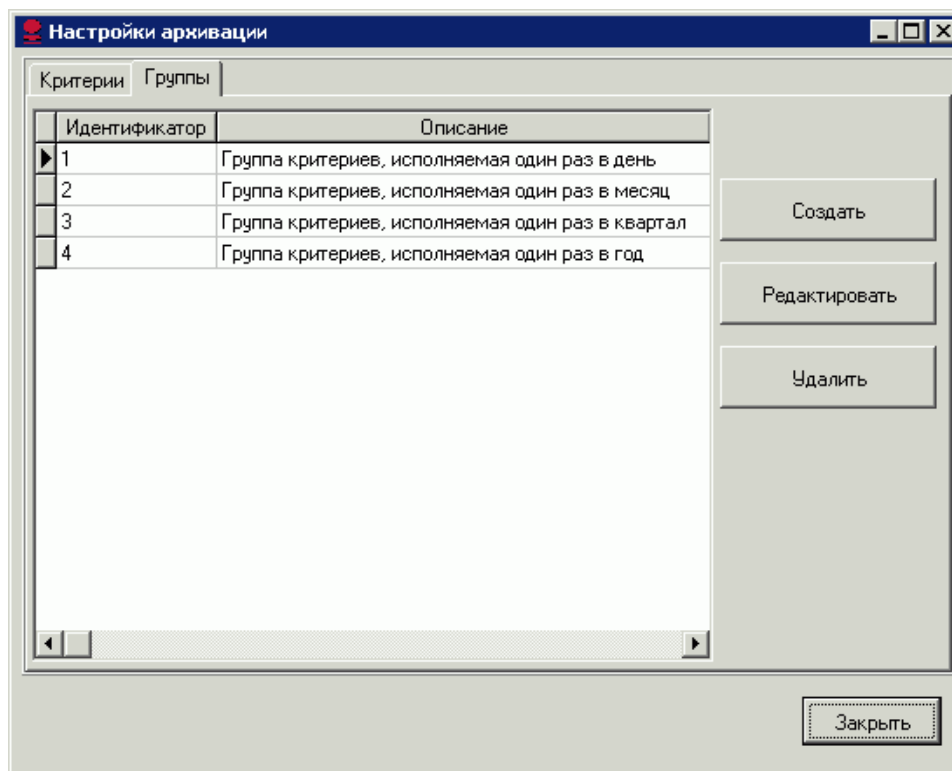 Настройки архивации
Критерии Группы
Идентификатор Описание
1 Группа критериев, исполняемая один раз в день
2 Группа критериев, исполняемая один раз в месяц
3 Группа критериев, исполняемая один раз в квартал
4 Группа критериев, исполняемая один раз в год
Создать
Редактировать
Удалить
Закрыть